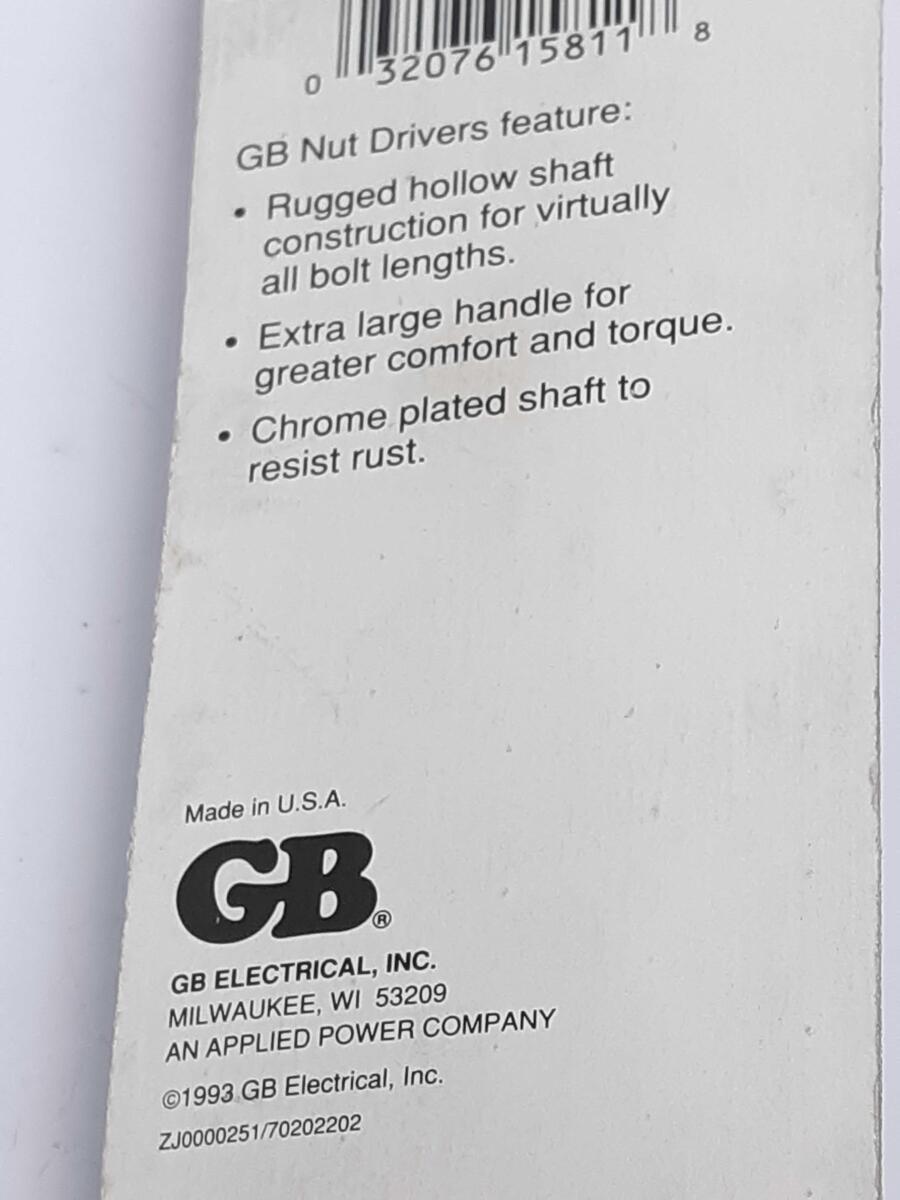 0 32076 15811 8
GB Nut Drivers feature:
• Rugged hollow shaft
construction for virtually
all bolt lengths.
• Extra large handle for
greater comfort and torque.
• Chrome plated shaft to
resist rust.
Made in U.S.A.
GB®
GB ELECTRICAL, INC.
MILWAUKEE, WI 53209
AN APPLIED POWER COMPANY
©1993 GB Electrical, Inc.
ZJ0000251/70202202